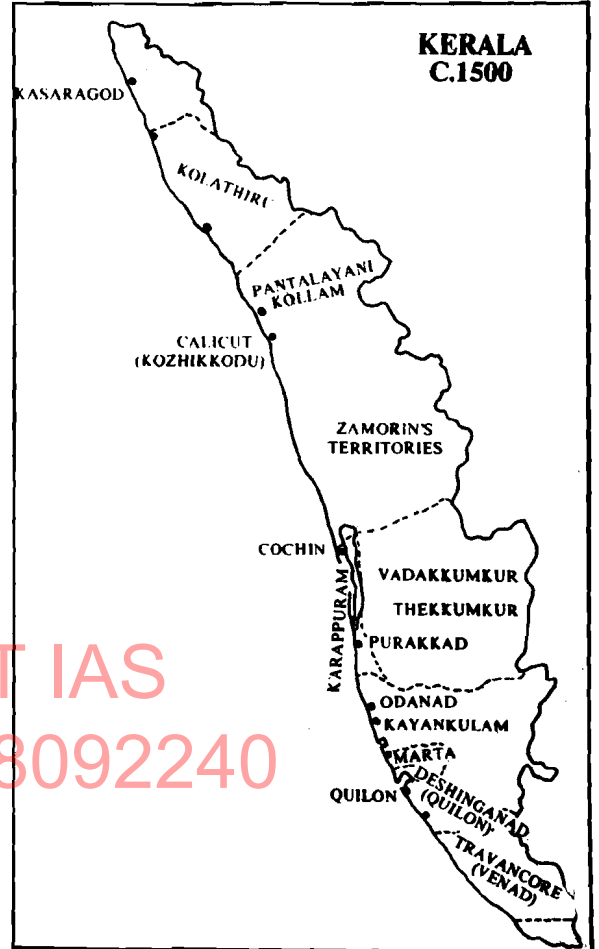 KERALA
C.1500
KASARAGOD
KOLATHIRU
PANTALAYANI
KOLLAM
CALICUT
(KOZHIKKODU)
ZAMORIN'S
TERRITORIES
COCHIN
VADAKKUMKUR
THEKKUMKUR
KARAPPURAM
PURAKKAD
T IAS
8092240
ODANAD
KAYANKULAM
MARTA
DESHINGANAD
(QUILON)
QUILON
TRAVANCORE
(VENAD)